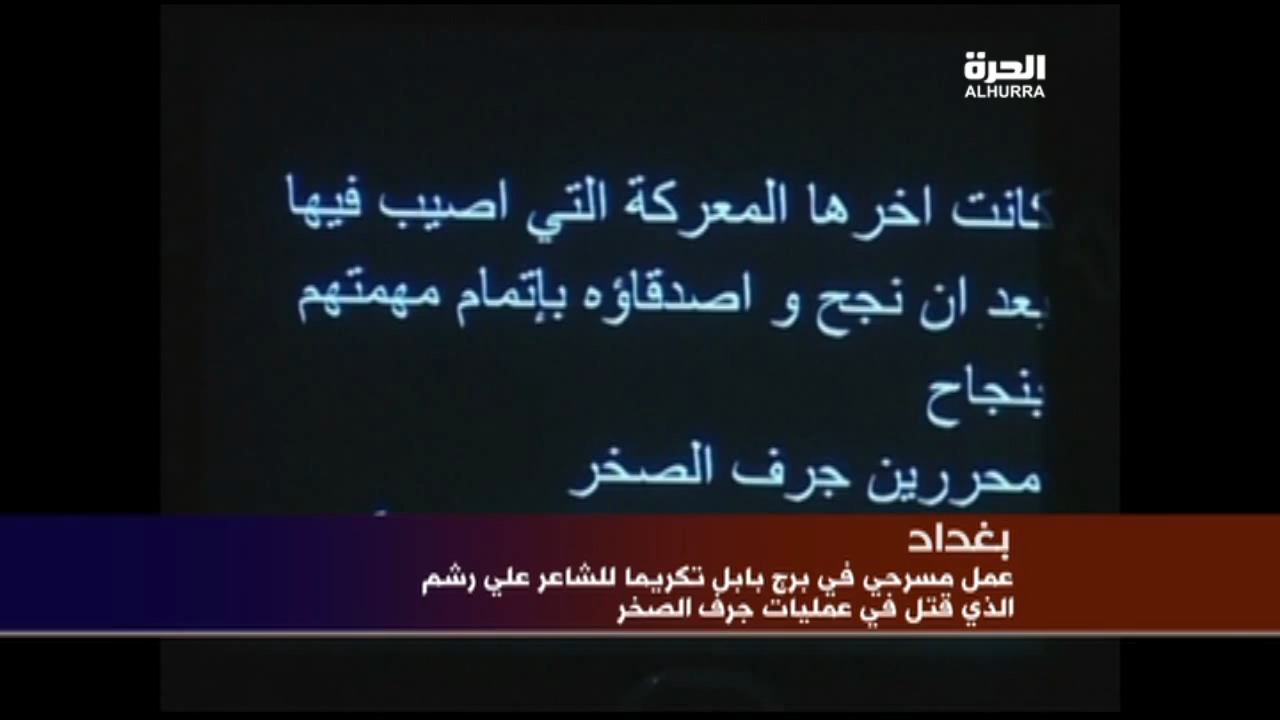 الحرة
ALHURRA
كانت اخرها المعركة التي اصيب فيها
بعد ان نجح و اصدقاؤه بإتمام مهمتهم
بنجاح
محررين جرف الصخر
بغداد
عمل مسرحي في برج بابل تكريما للشاعر علي رشم
الذي قتل في عمليات جرف الصخر